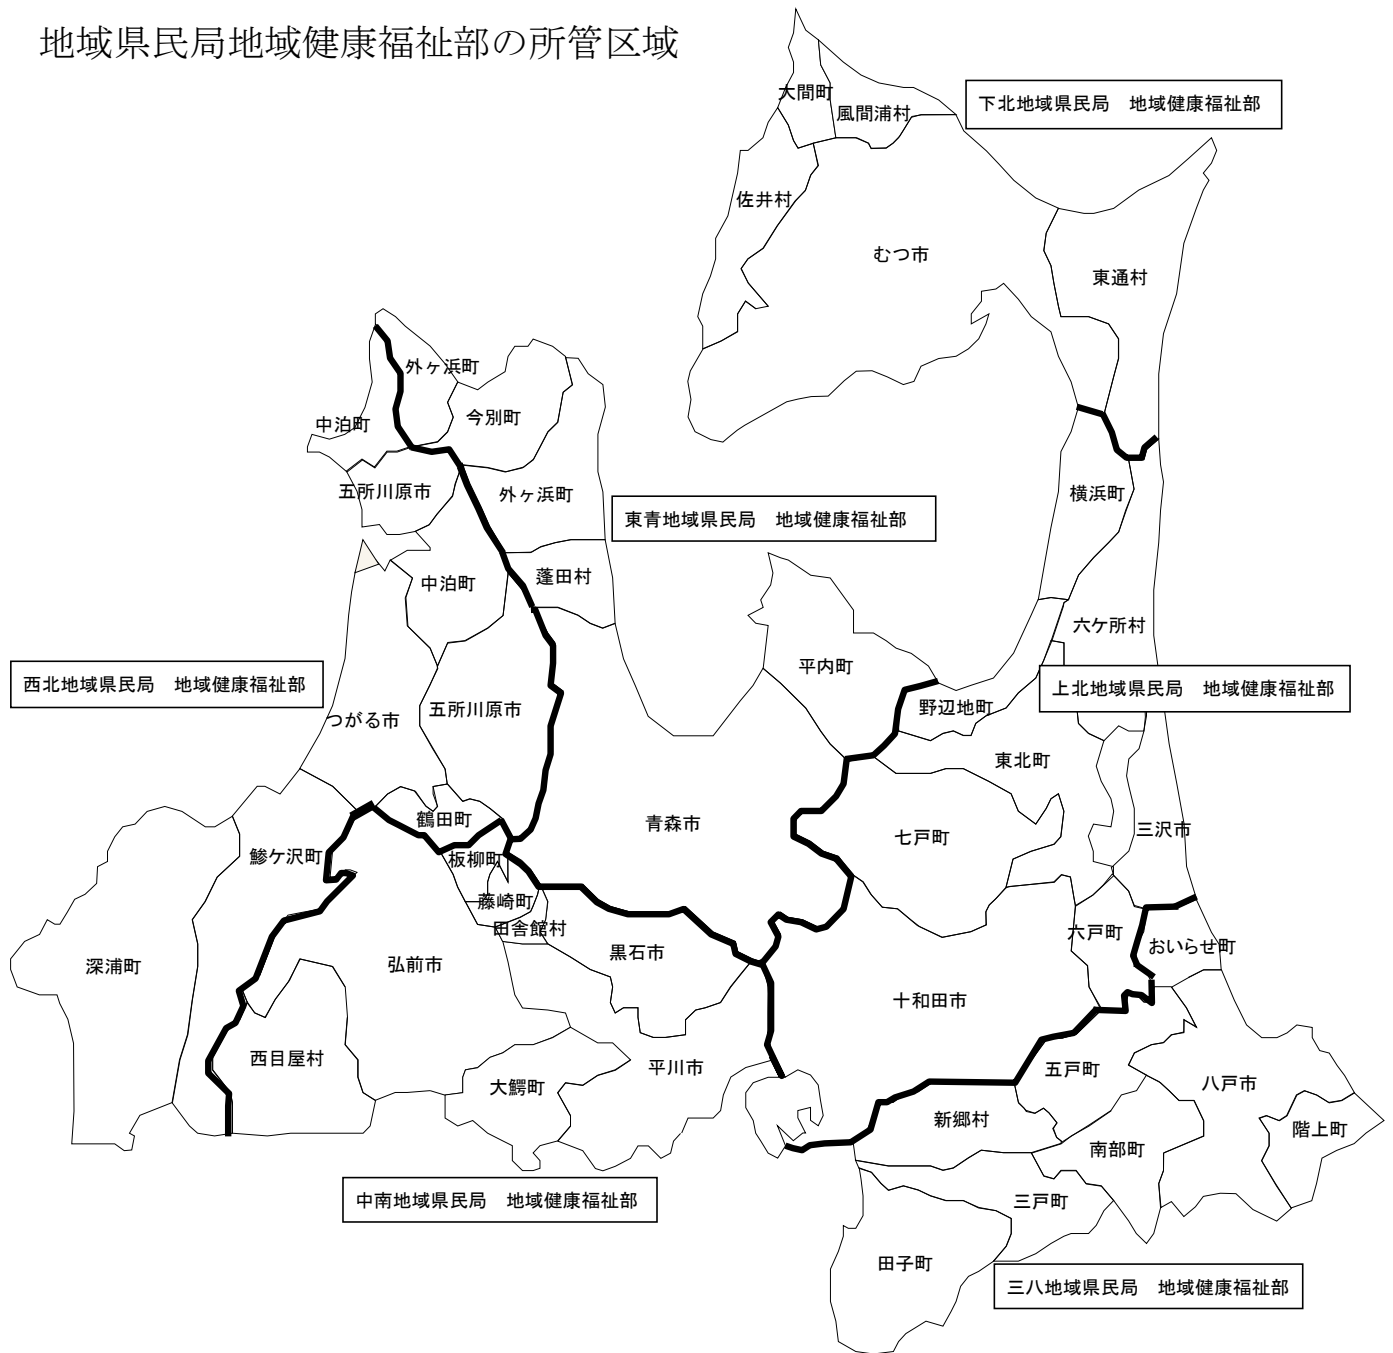 地域県民局地域健康福祉部の所管区域
大間町
風間浦村
下北地域県民局　地域健康福祉部
佐井村
むつ市
東通村
外ヶ浜町
中泊町
今別町
五所川原市
外ヶ浜町
横浜町
東青地域県民局　地域健康福祉部
中泊町
蓬田村
六ケ所村
平内町
西北地域県民局　地域健康福祉部
上北地域県民局　地域健康福祉部
つがる市
五所川原市
野辺地町
東北町
鶴田町
青森市
七戸町
三沢市
鰺ケ沢町
板柳町
藤崎町
田舎館村
六戸町
おいらせ町
深浦町
弘前市
黒石市
十和田市
西目屋村
大鰐町
平川市
五戸町
八戸市
新郷村
南部町
階上町
中南地域県民局　地域健康福祉部
三戸町
田子町
三八地域県民局　地域健康福祉部